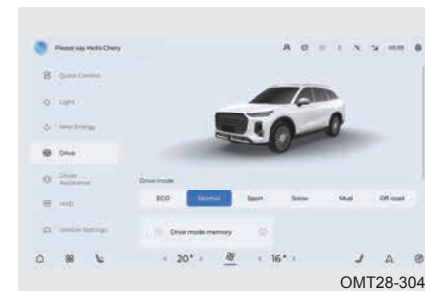 Please say Hello Chery
Quick Control
Light
New Energy
Drive
Driver
Assistance
HUD
Vehicle Settings
Drive mode
ECO Normal Sport Snow Mud Off-road
Drive mode memory
20° 16°
OMT28-304